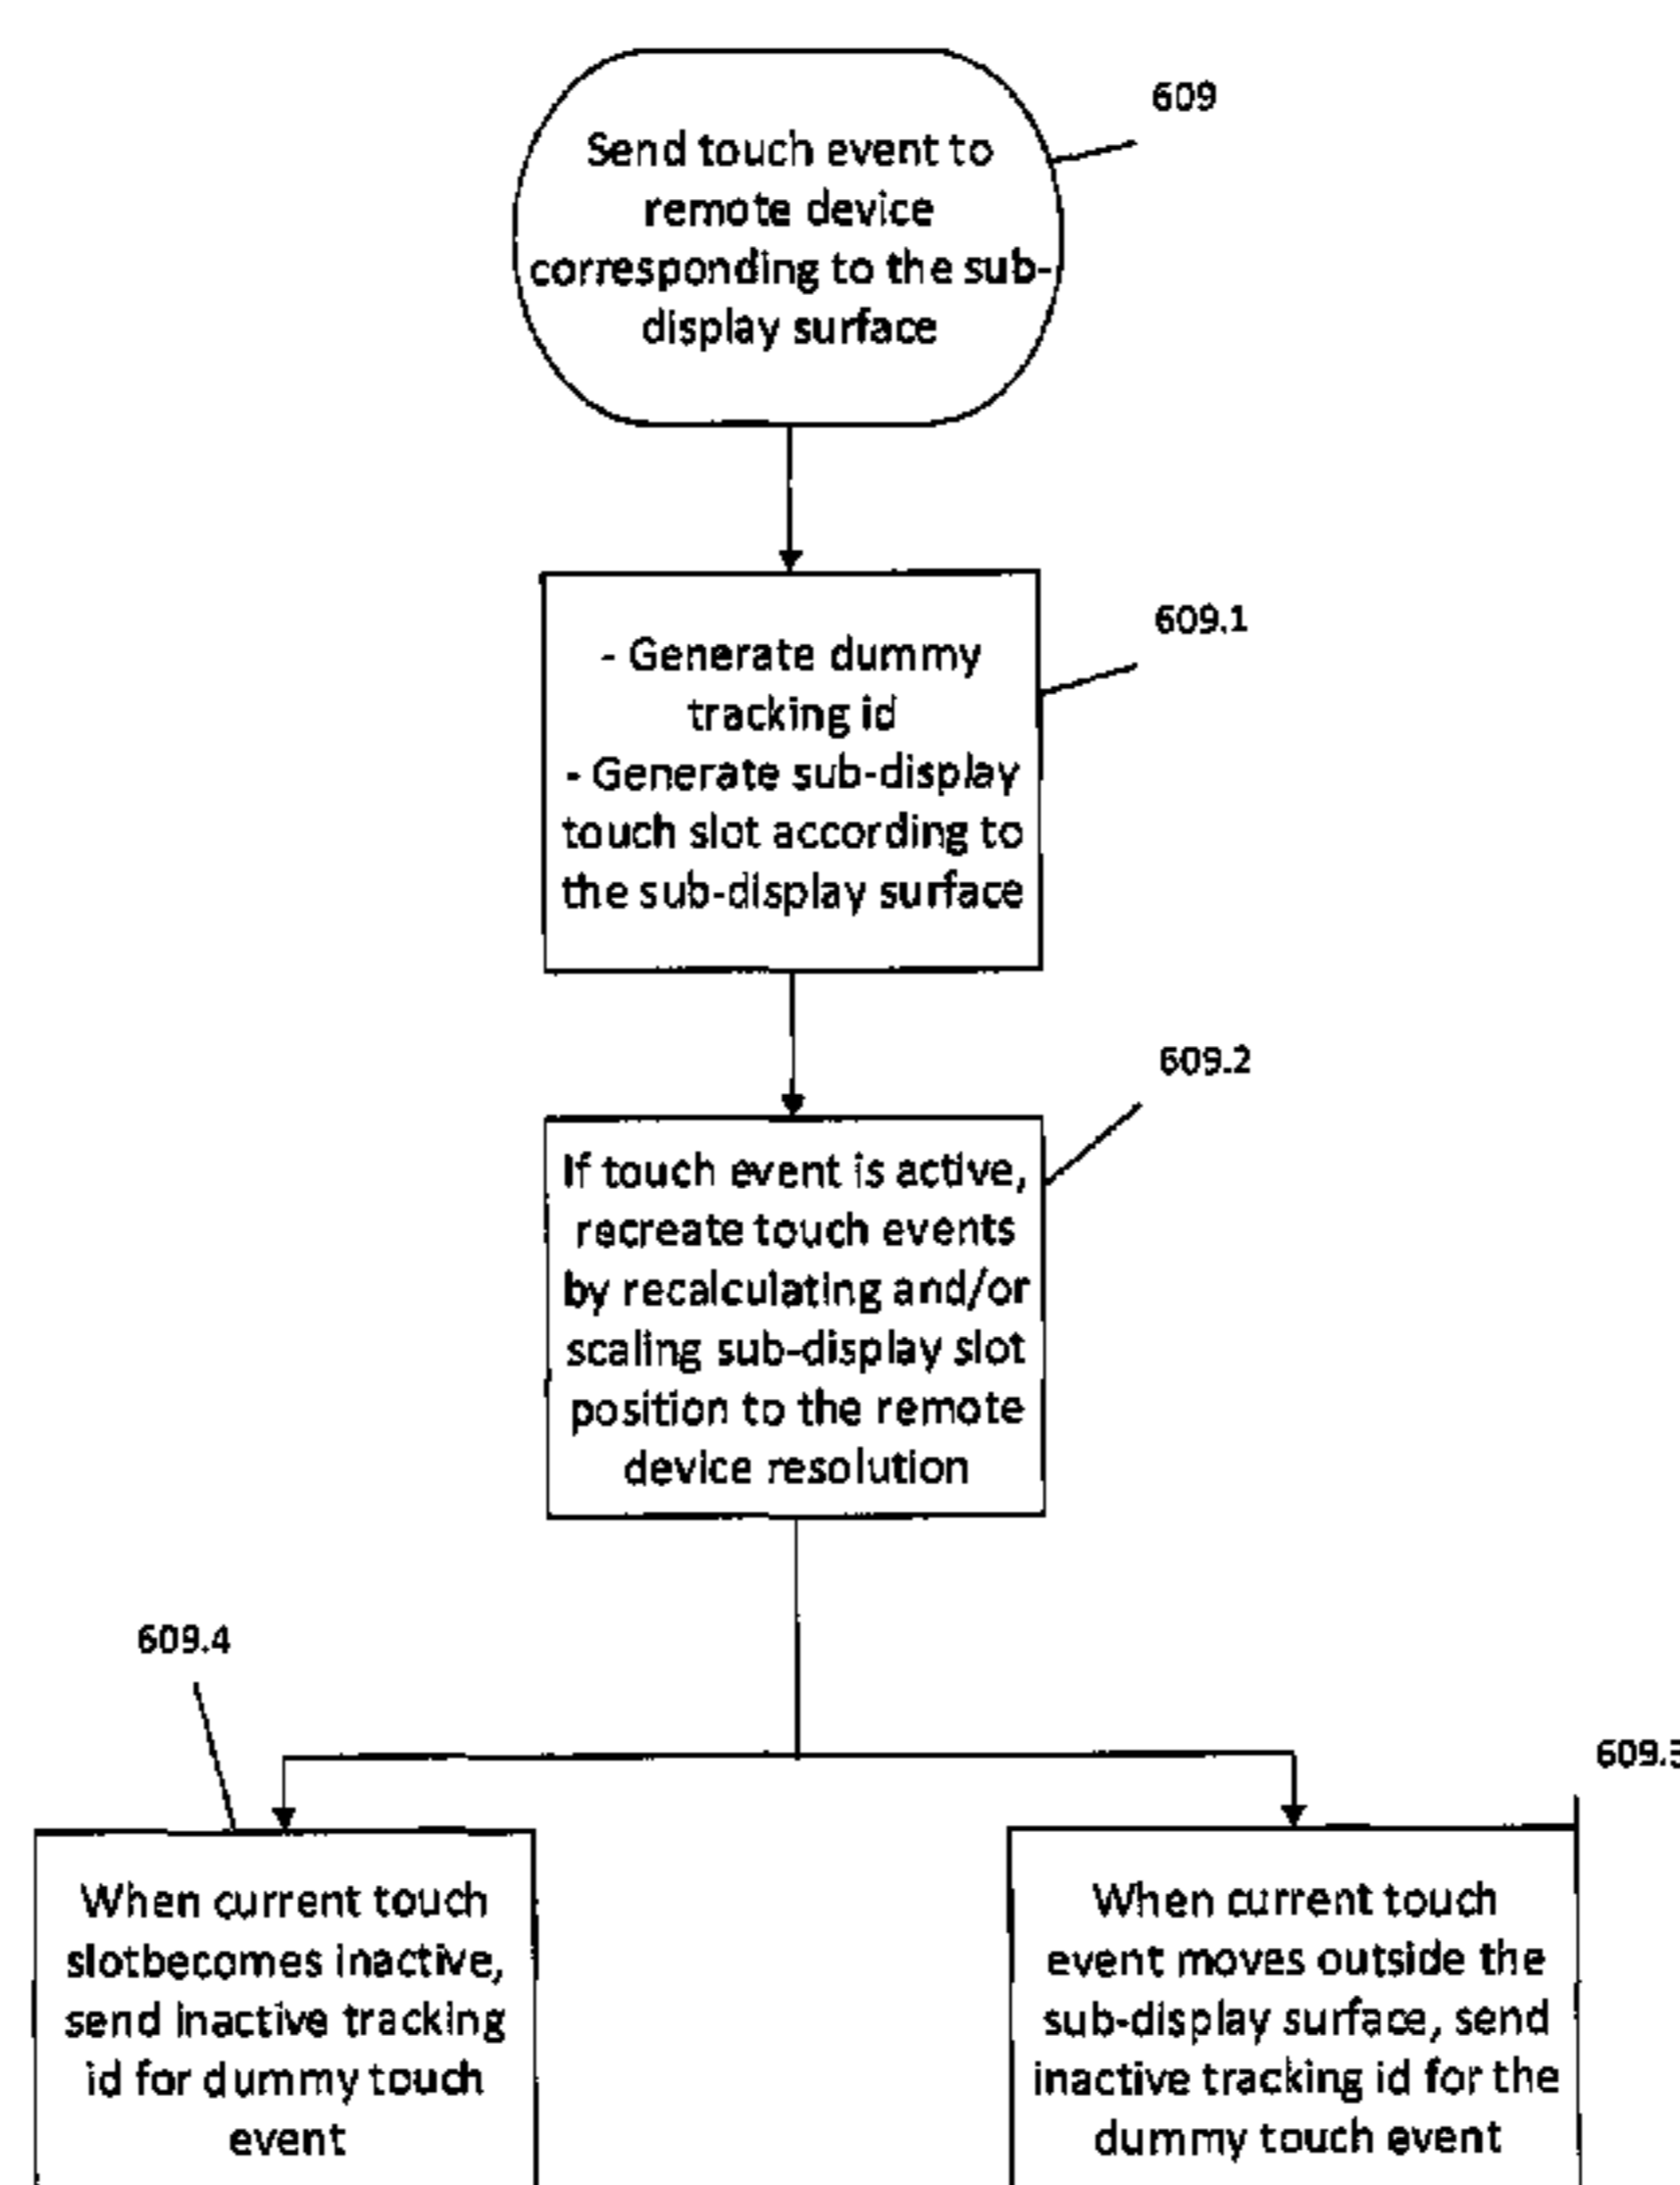 609
Send touch event to
remote device
corresponding to the sub-
display surface
609.1
- Generate dummy
tracking id
- Generate sub-display
touch slot according to
the sub-display surface
609.2
If touch event is active,
recreate touch events
by recalculating and/or
scaling sub-display slot
position to the remote
device resolution
609.4
609.3
When current touch
slotbecomes inactive,
send inactive tracking
id for dummy touch
event
When current touch
event moves outside the
sub-display surface, send
inactive tracking id for the
dummy touch event